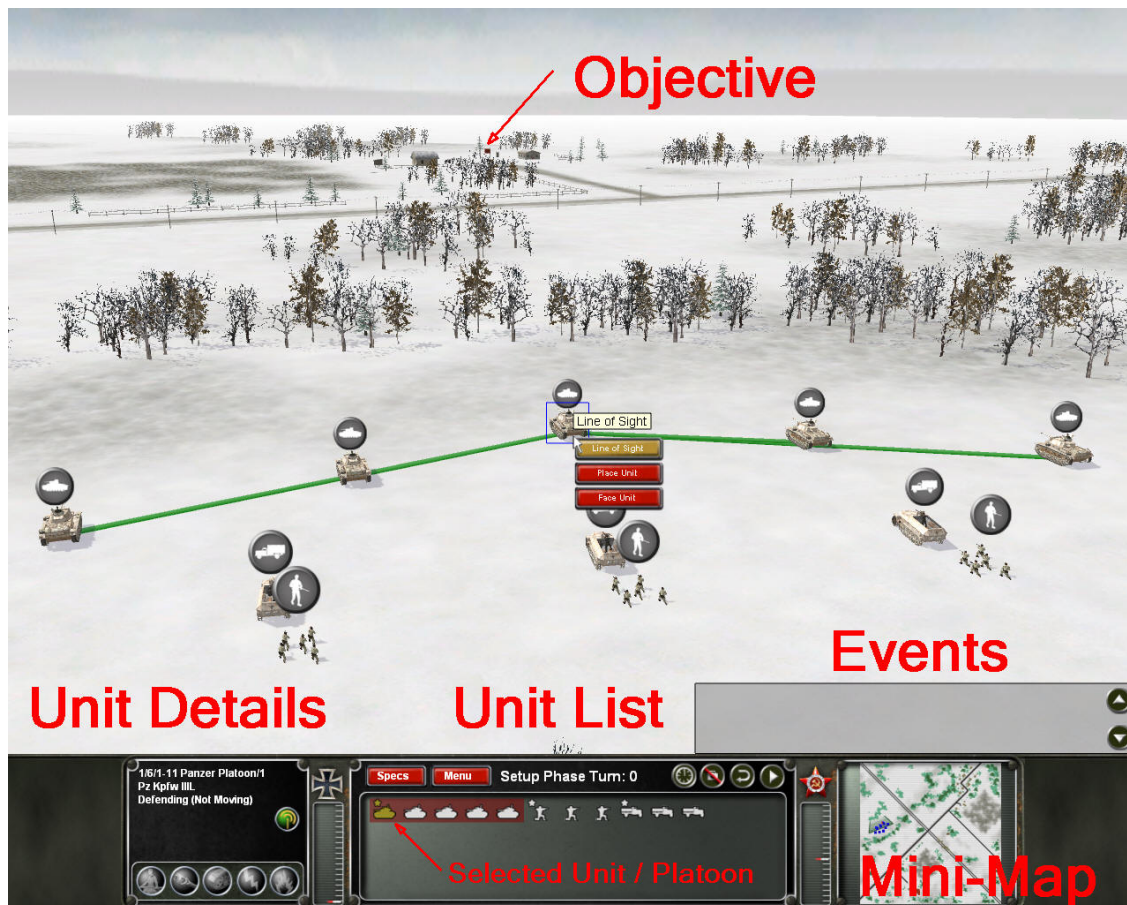 Objective
Line of Sight
Line of Sight
Place Unit
Face Unit
Events
Unit Details
Unit List
1/6/1-11 Panzer Platoon/1
Pz Kpfw IIIL
Defending (Not Moving)
Specs
Menu
Setup Phase Turn: 0
Selected Unit / Platoon
Mini-Map